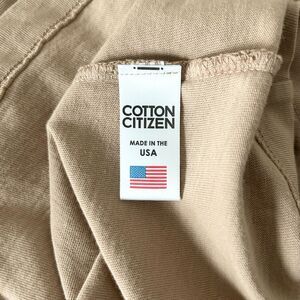 COTTON
CITIZEN
MADE IN THE
USA